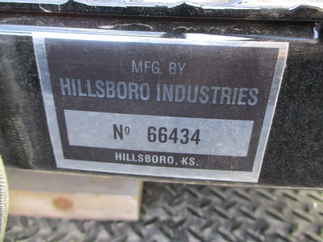 MFG. BY
HILLSBORO INDUSTRIES
Nº 66434
HILLSBORO, KS.